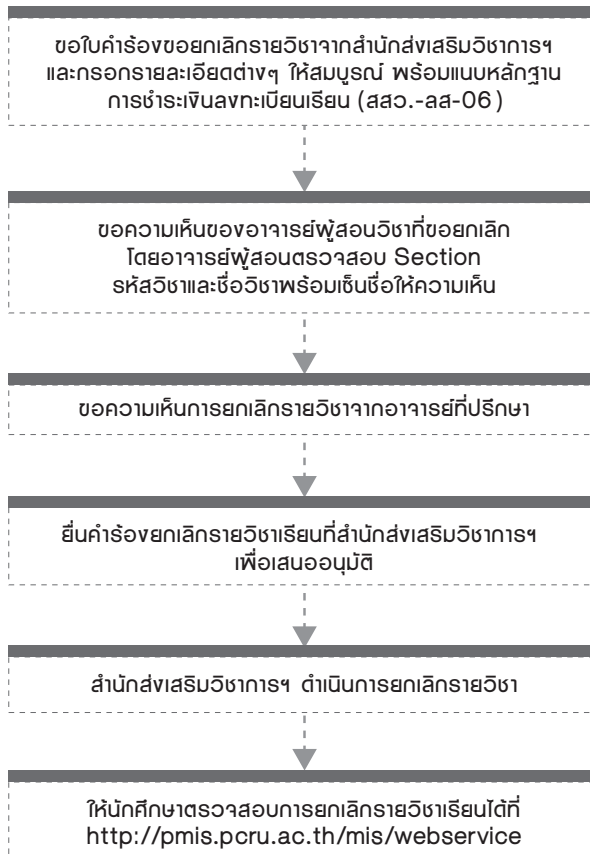 ขอใบคำร้องขอยกเลิกรายวิชาจากสำนักส่งเสริมวิชาการฯ
และกรอกรายละเอียดต่างๆ ให้สมบูรณ์ พร้อมแนบหลักฐาน
การชำระเงินลงทะเบียนเรียน (สสว.-ลส-06)
ขอความเห็นของอาจารย์ผู้สอนวิชาที่ขอยกเลิก
โดยอาจารย์ผู้สอนตรวจสอบ Section
รหัสวิชาและชื่อวิชาพร้อมเซ็นชื่อให้ความเห็น
ขอความเห็นการยกเลิกรายวิชาจากอาจารย์ที่ปรึกษา
ยื่นคำร้องยกเลิกรายวิชาเรียนที่สำนักส่งเสริมวิชาการฯ
เพื่อเสนออนุมัติ
สำนักส่งเสริมวิชาการฯ ดำเนินการยกเลิกรายวิชา
ให้นักศึกษาตรวจสอบการยกเลิกรายวิชาเรียนได้ที่
http://pmis.pcru.ac.th/mis/webservice